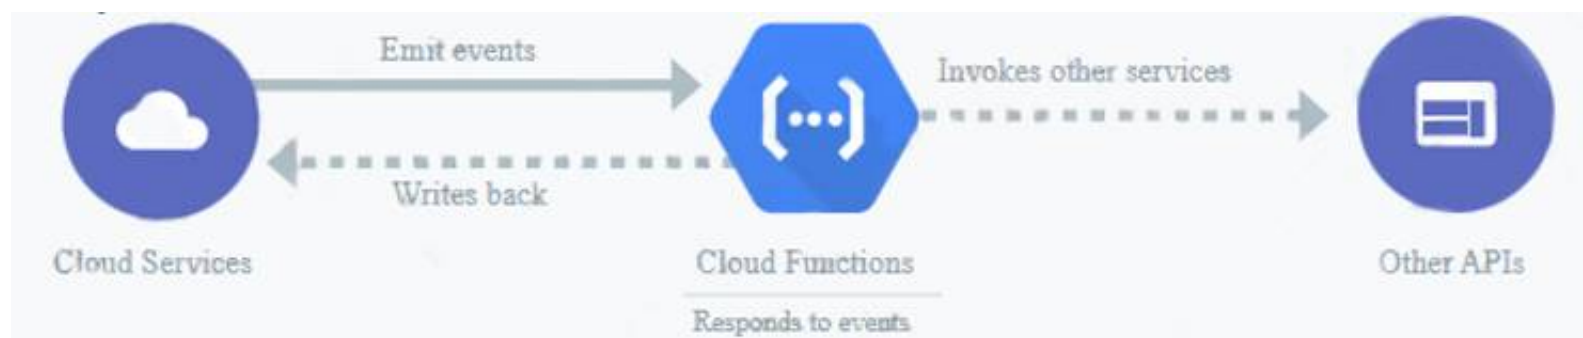 Emit events
Invokes other services
Writes back
Cloud Services
Cloud Functions
Other APIs
Responds to events